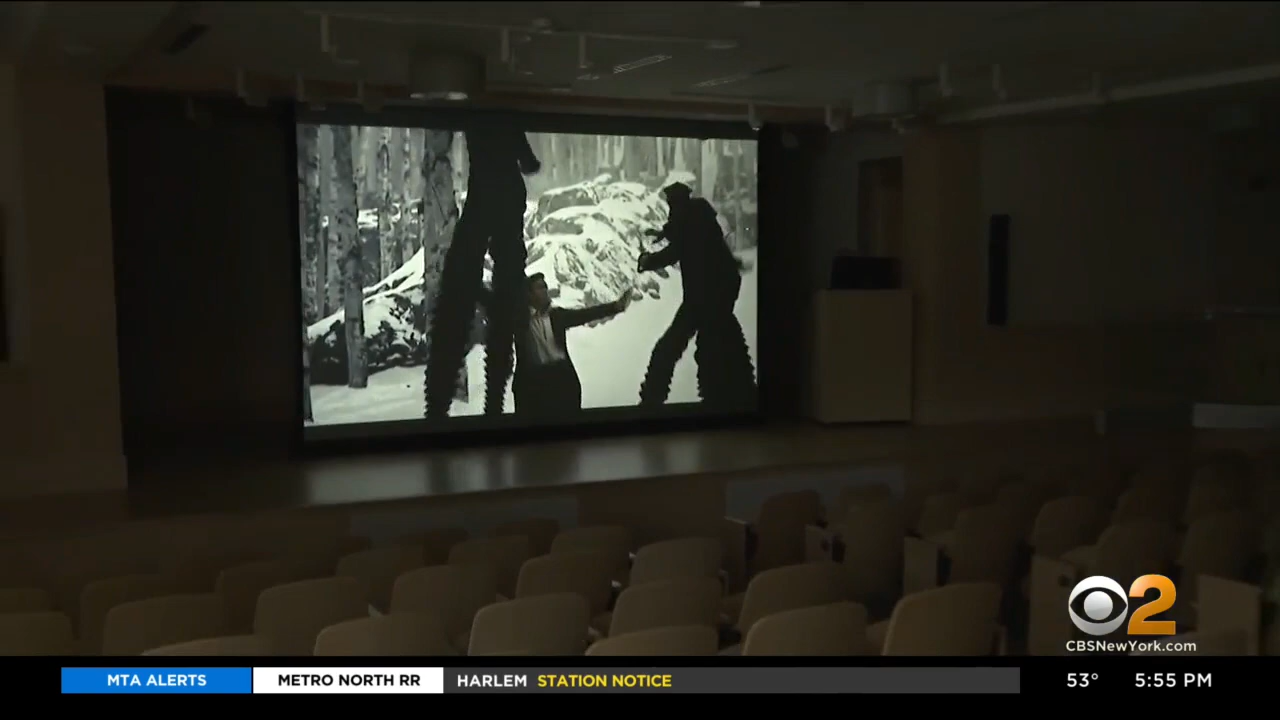 2
CBSNewYork.com
MTA ALERTS METRO NORTH RR HARLEM STATION NOTICE 53° 5:55 PM